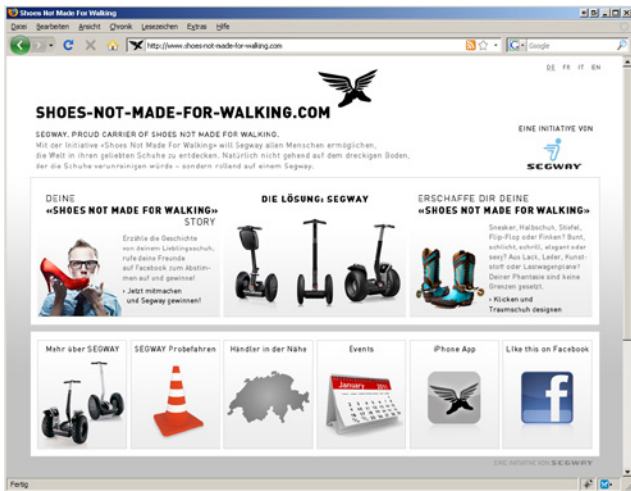 Shoes Not Made For Walking
Datei Bearbeiten Ansicht Chronik Lesezeichen Extras Hilfe
http://www.shoes-not-made-for-walking.com
Google
DE FR IT EN
SHOES-NOT-MADE-FOR-WALKING.COM
SEGWAY. PROUD CARRIER OF SHOES NOT MADE FOR WALKING.
Mit der Initiative «Shoes Not Made For Walking» will Segway allen Menschen ermöglichen,
die Welt in ihren geliebten Schuhe zu entdecken. Natürlich nicht gehend auf dem dreckigen Boden,
der die Schuhe verunreinigen würde – sondern rollend auf einem Segway.
EINE INITIATIVE VON
SEGWAY
DEINE
«SHOES NOT MADE FOR WALKING»
STORY
Erzähle die Geschichte
von deinem Lieblingsschuh,
rufe deine Freunde
auf Facebook zum Abstim-
men auf und gewinne!
› Jetzt mitmachen
und Segway gewinnen!
DIE LÖSUNG: SEGWAY
ERSCHAFFE DIR DEINE
«SHOES NOT MADE FOR WALKING»
Sneaker, Halbschuh, Stiefel,
Flip-Flop oder Finken? Bunt,
schlicht, schrill, elegant oder
sexy? Aus Lack, Leder, Kunst-
stoff oder Lastwagenplane?
Deiner Phantasie sind keine
Grenzen gesetzt.
› Klicken und
Traumschuh designen
Mehr über SEGWAY
SEGWAY Probefahren
Händler in der Nähe
Events
January 2011
iPhone App
Like this on Facebook
EINE INITIATIVE VON SEGWAY
Fertig